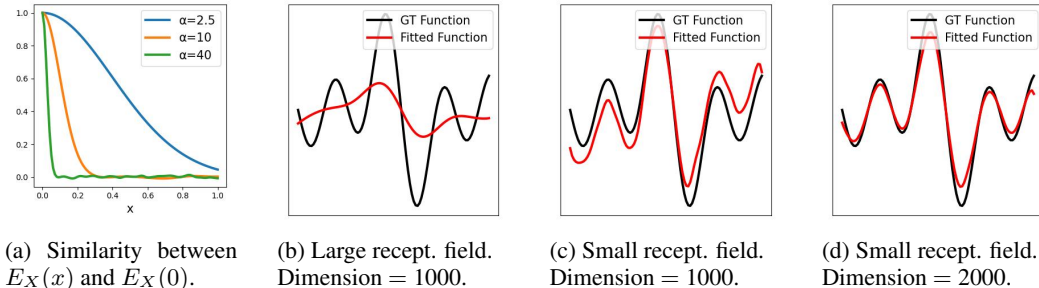 1.0
0.8
0.6
0.4
0.2
0.0
0.0 0.2 0.4 0.6 0.8 1.0
x
α=2.5
α=10
α=40
GT Function
Fitted Function
GT Function
Fitted Function
GT Function
Fitted Function
(a) Similarity between
E_X(x) and E_X(0).
(b) Large recept. field.
Dimension = 1000.
(c) Small recept. field.
Dimension = 1000.
(d) Small recept. field.
Dimension = 2000.